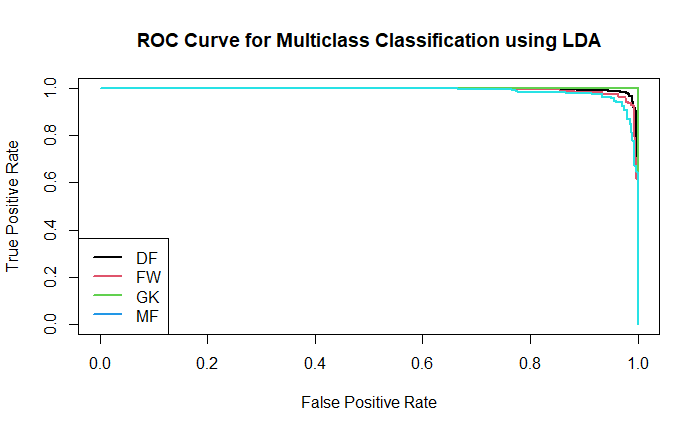 ROC Curve for Multiclass Classification using LDA
True Positive Rate
1.0
0.8
0.6
0.4
0.2
0.0
DF
FW
GK
MF
0.0 0.2 0.4 0.6 0.8 1.0
False Positive Rate